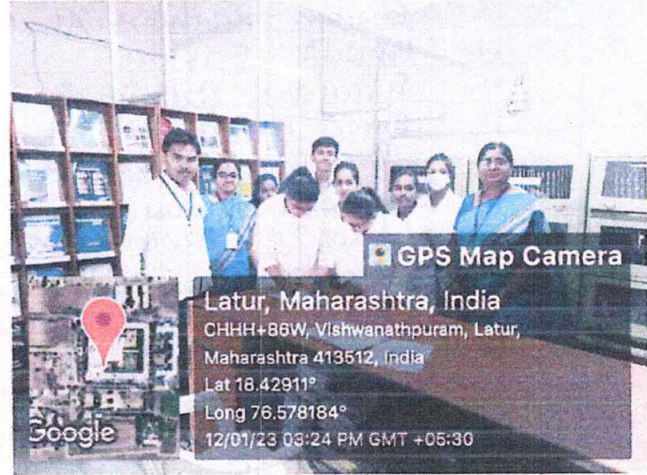 GPS Map Camera
Latur, Maharashtra, India
CHHH+86W, Vishwanathpuram, Latur,
Maharashtra 413512, India
Lat 18.42911°
Long 76.578184°
12/01/23 03:24 PM GMT +05:30
Google